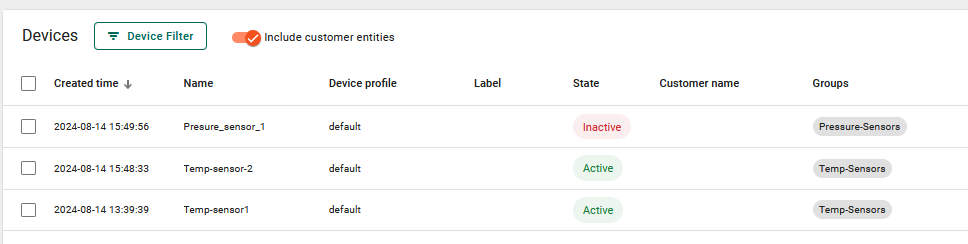 Devices Device Filter Include customer entities
Created time Name Device profile Label State Customer name Groups
2024-08-14 15:49:56 Presure_sensor_1 default Inactive Pressure-Sensors
2024-08-14 15:48:33 Temp-sensor-2 default Active Temp-Sensors
2024-08-14 13:39:39 Temp-sensor1 default Active Temp-Sensors